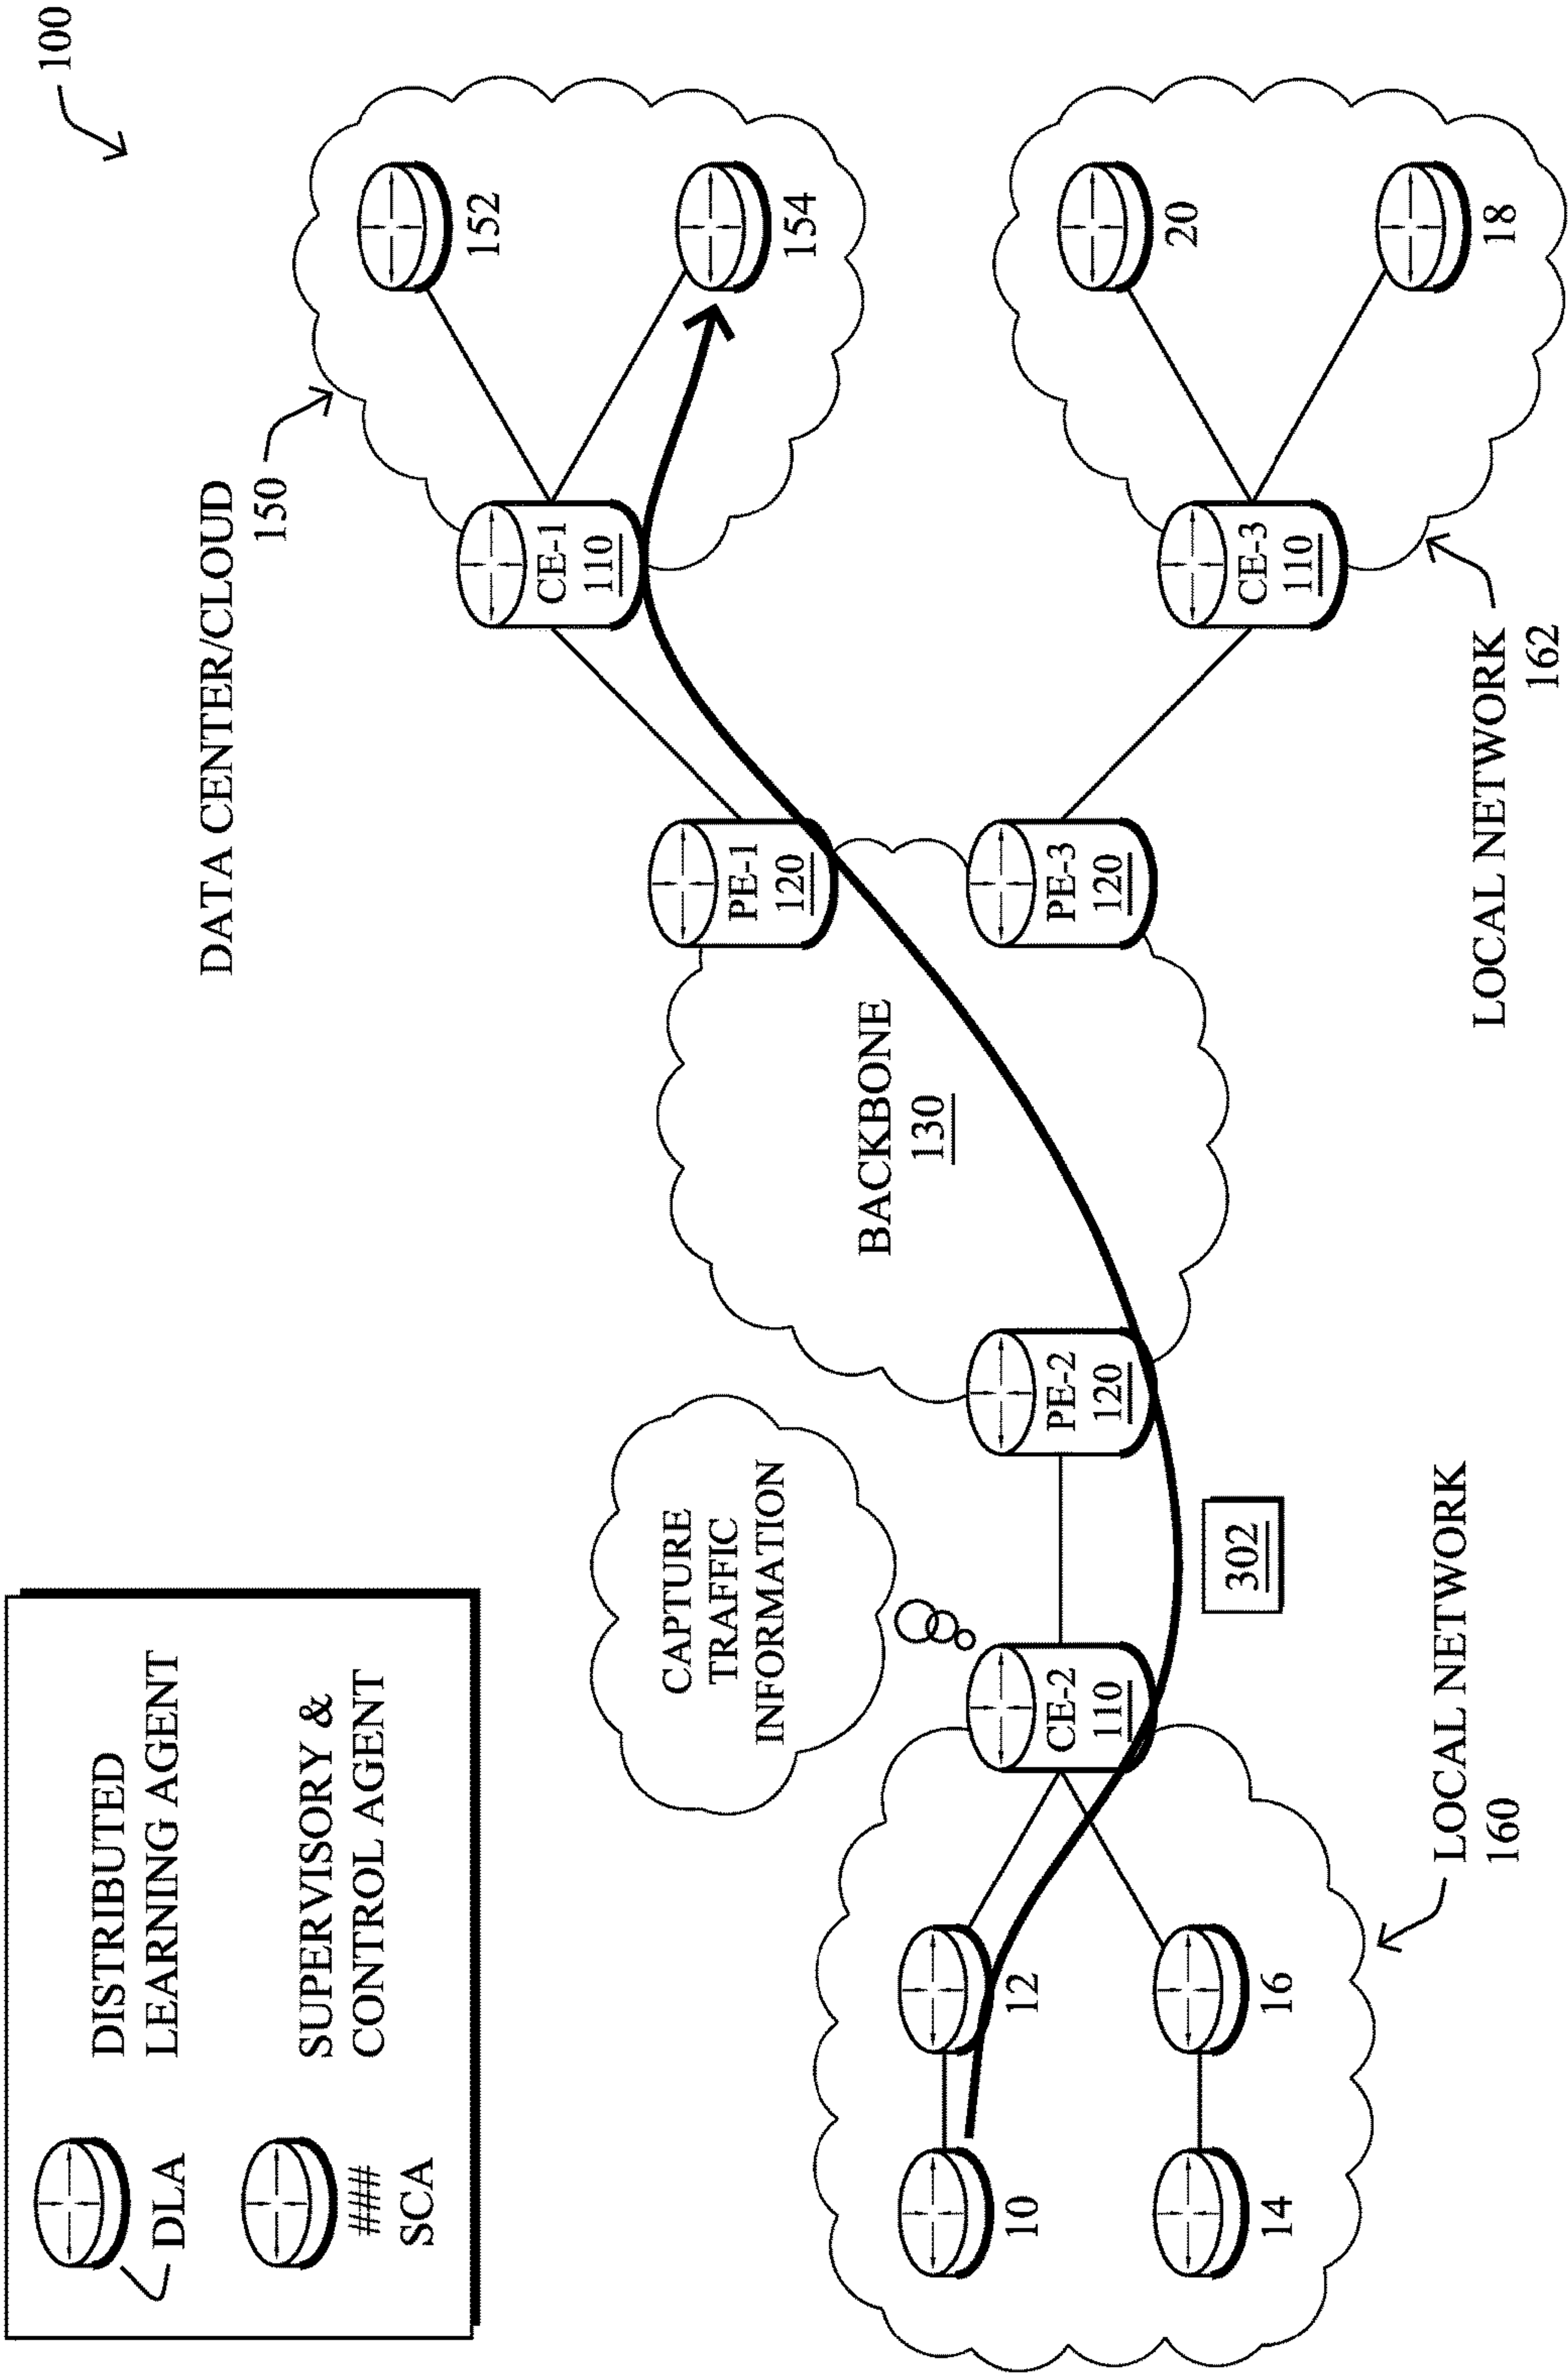 100
DLA
DISTRIBUTED
LEARNING AGENT
###
SCA
SUPERVISORY &
CONTROL AGENT
DATA CENTER/CLOUD
150
152
154
CE-1
110
PE-1
120
BACKBONE
130
CAPTURE
TRAFFIC
INFORMATION
10
12
14
16
CE-2
110
PE-2
120
302
PE-3
120
CE-3
110
20
18
LOCAL NETWORK
160
LOCAL NETWORK
162